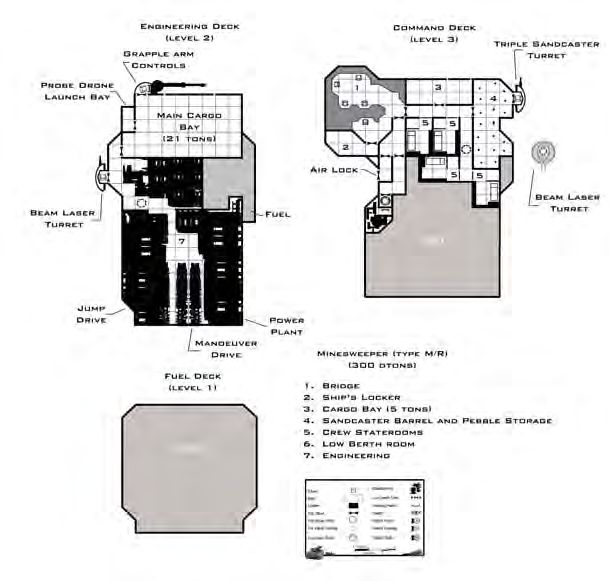 Engineering Deck
(level 2)
Grapple arm
Controls
Probe Drone
Launch Bay
Main Cargo
Bay
(21 tons)
Beam Laser
Turret
Fuel
7
Jump
Drive
Power
Plant
Manoeuver
Drive
Command Deck
(level 3)
Triple Sandcaster
Turret
3
1
6
6
3
4
5
5
2
5
5
Air Lock
Beam Laser
Turret
Fuel Deck
(level 1)
Minesweeper (type M/R)
(300 dtons)
1. Bridge
2. Ship's Locker
3. Cargo Bay (5 tons)
4. Sandcaster Barrel and Pebble Storage
5. Crew Staterooms
6. Low Berth room
7. Engineering